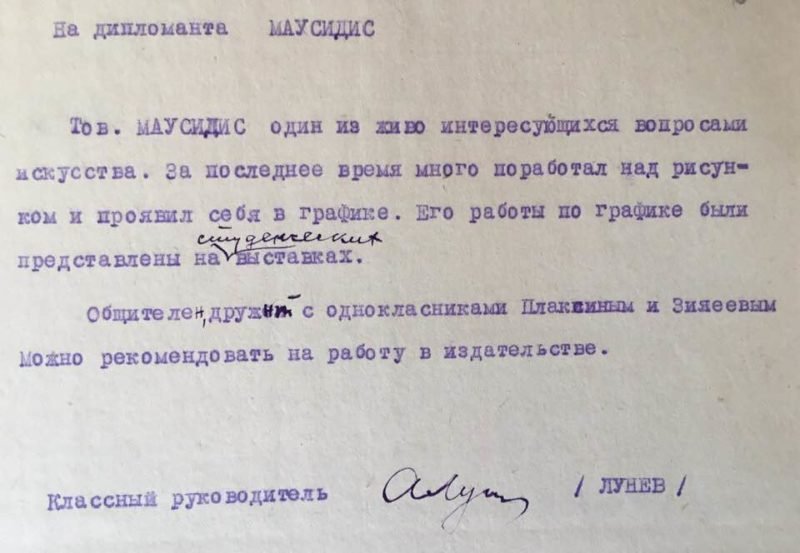 На дипломанта МАУСИДИС
Тов. МАУСИДИС один из живо интересующихся вопросами
искусства. За последнее время много поработал над рисун-
ком и проявил себя в графике. Его работы по графике были
студенческих
представлены на выставках.
Общителен, дружит с однокласниками Плаксиным и Зияеевым
Можно рекомендовать на работу в издательстве.
Классный руководитель / ЛУНЕВ /